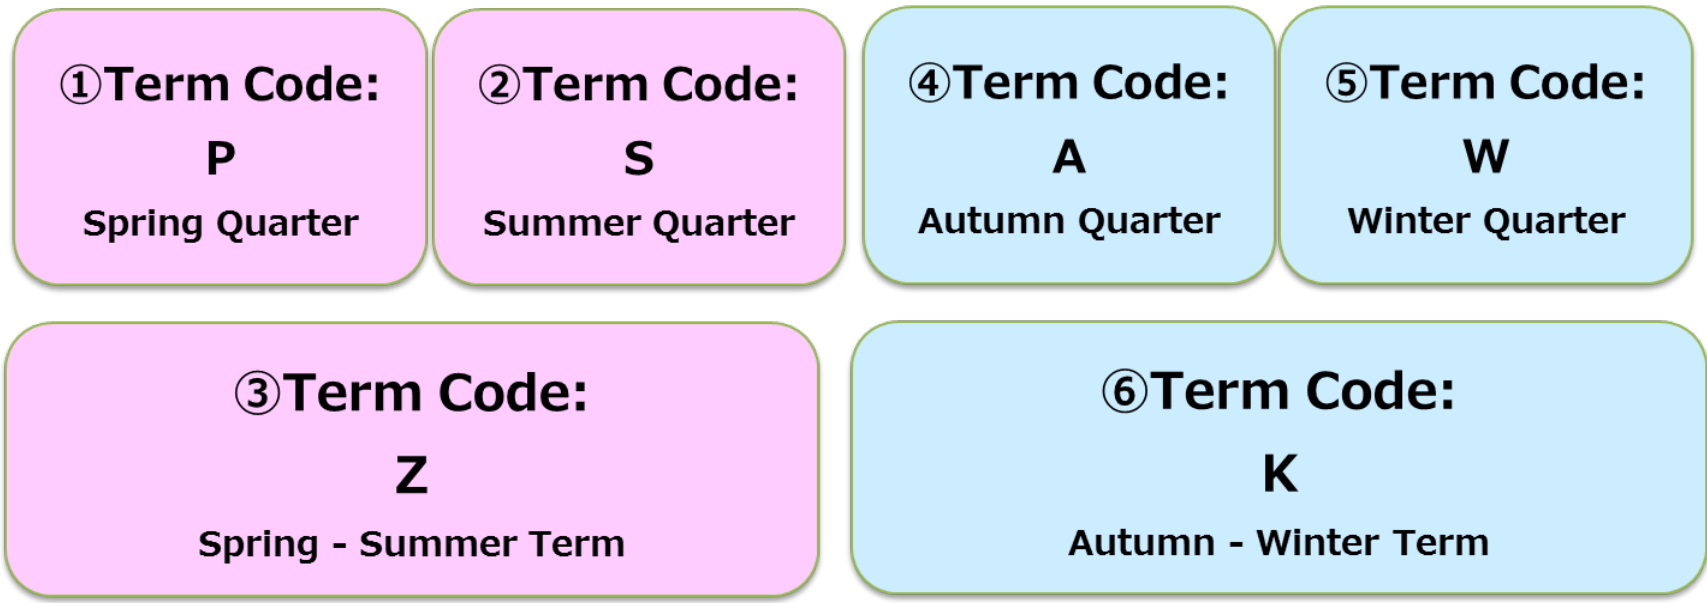 ①Term Code:
P
Spring Quarter
②Term Code:
S
Summer Quarter
③Term Code:
Z
Spring - Summer Term
④Term Code:
A
Autumn Quarter
⑤Term Code:
W
Winter Quarter
⑥Term Code:
K
Autumn - Winter Term